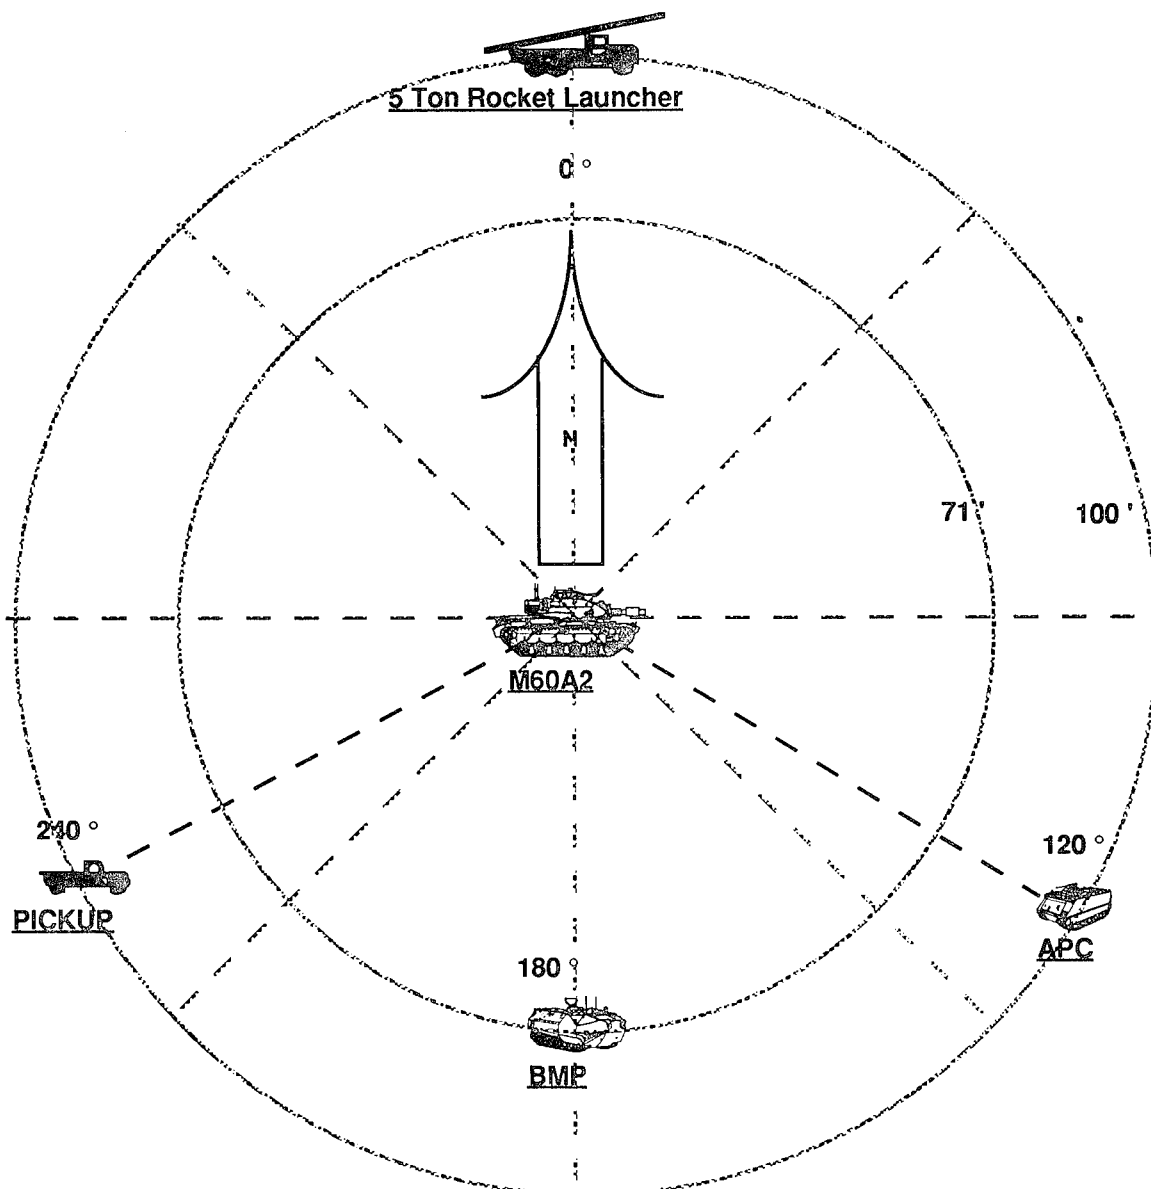 5 Ton Rocket Launcher
0 °
N
71 '
100 '
M60A2
240 °
120 °
PICKUP
APC
180 °
BMP